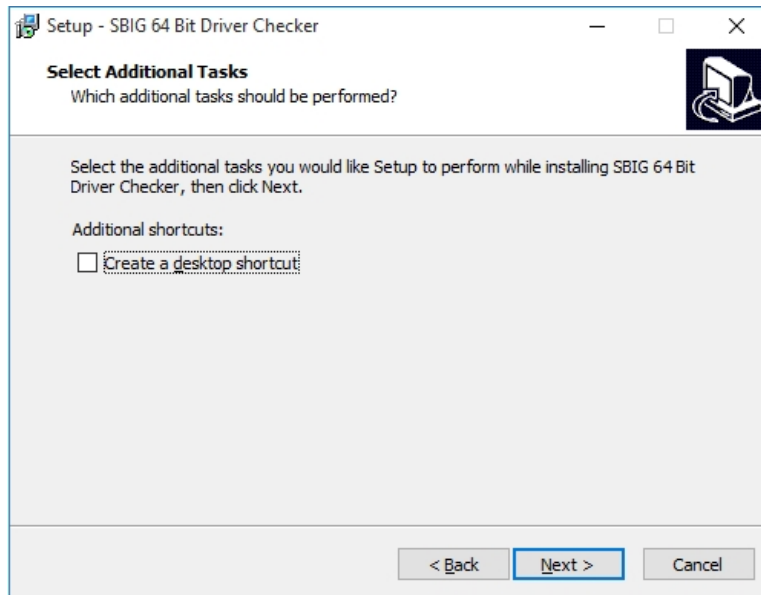 Setup - SBIG 64 Bit Driver Checker
Select Additional Tasks
Which additional tasks should be performed?
Select the additional tasks you would like Setup to perform while installing SBIG 64 Bit
Driver Checker, then click Next.
Additional shortcuts:
Create a desktop shortcut
< Back Next > Cancel